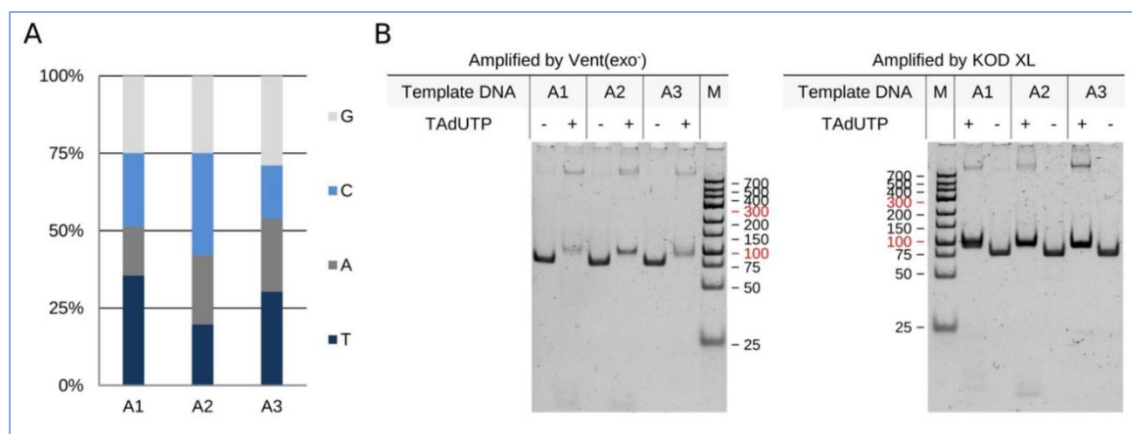 A
100%
75%
50%
25%
0%
A1 A2 A3
G
C
A
T
B
Amplified by Vent(exo-)
Template DNA A1 A2 A3 M
TAdUTP - + - + - +
700
500
400
300
200
150
100
75
50
25
Amplified by KOD XL
Template DNA M A1 A2 A3
TAdUTP + - + - + -
700
500
400
300
200
150
100
75
50
25